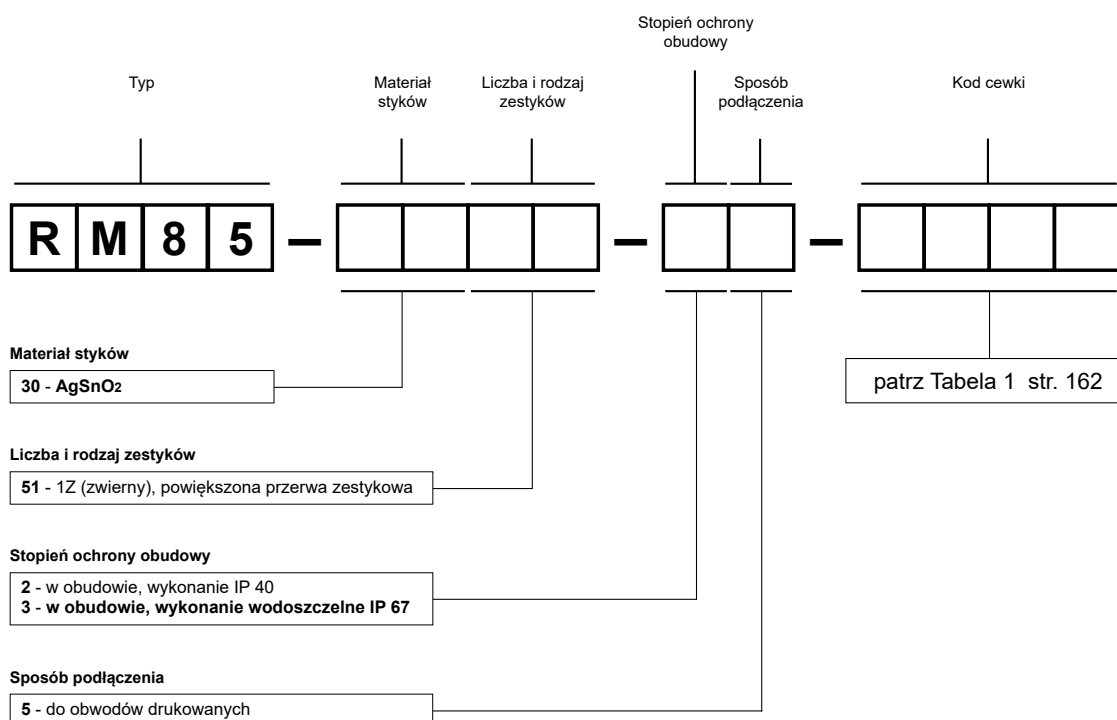 Stopień ochrony
obudowy
Typ
Materiał
styków
Liczba i rodzaj
zestyków
Sposób
podłączenia
Kod cewki
R M 8 5 – – –
Materiał styków
30 - AgSnO2
patrz Tabela 1 str. 162
Liczba i rodzaj zestyków
51 - 1Z (zwierny), powiększona przerwa zestykowa
Stopień ochrony obudowy
2 - w obudowie, wykonanie IP 40
3 - w obudowie, wykonanie wodoszczelne IP 67
Sposób podłączenia
5 - do obwodów drukowanych